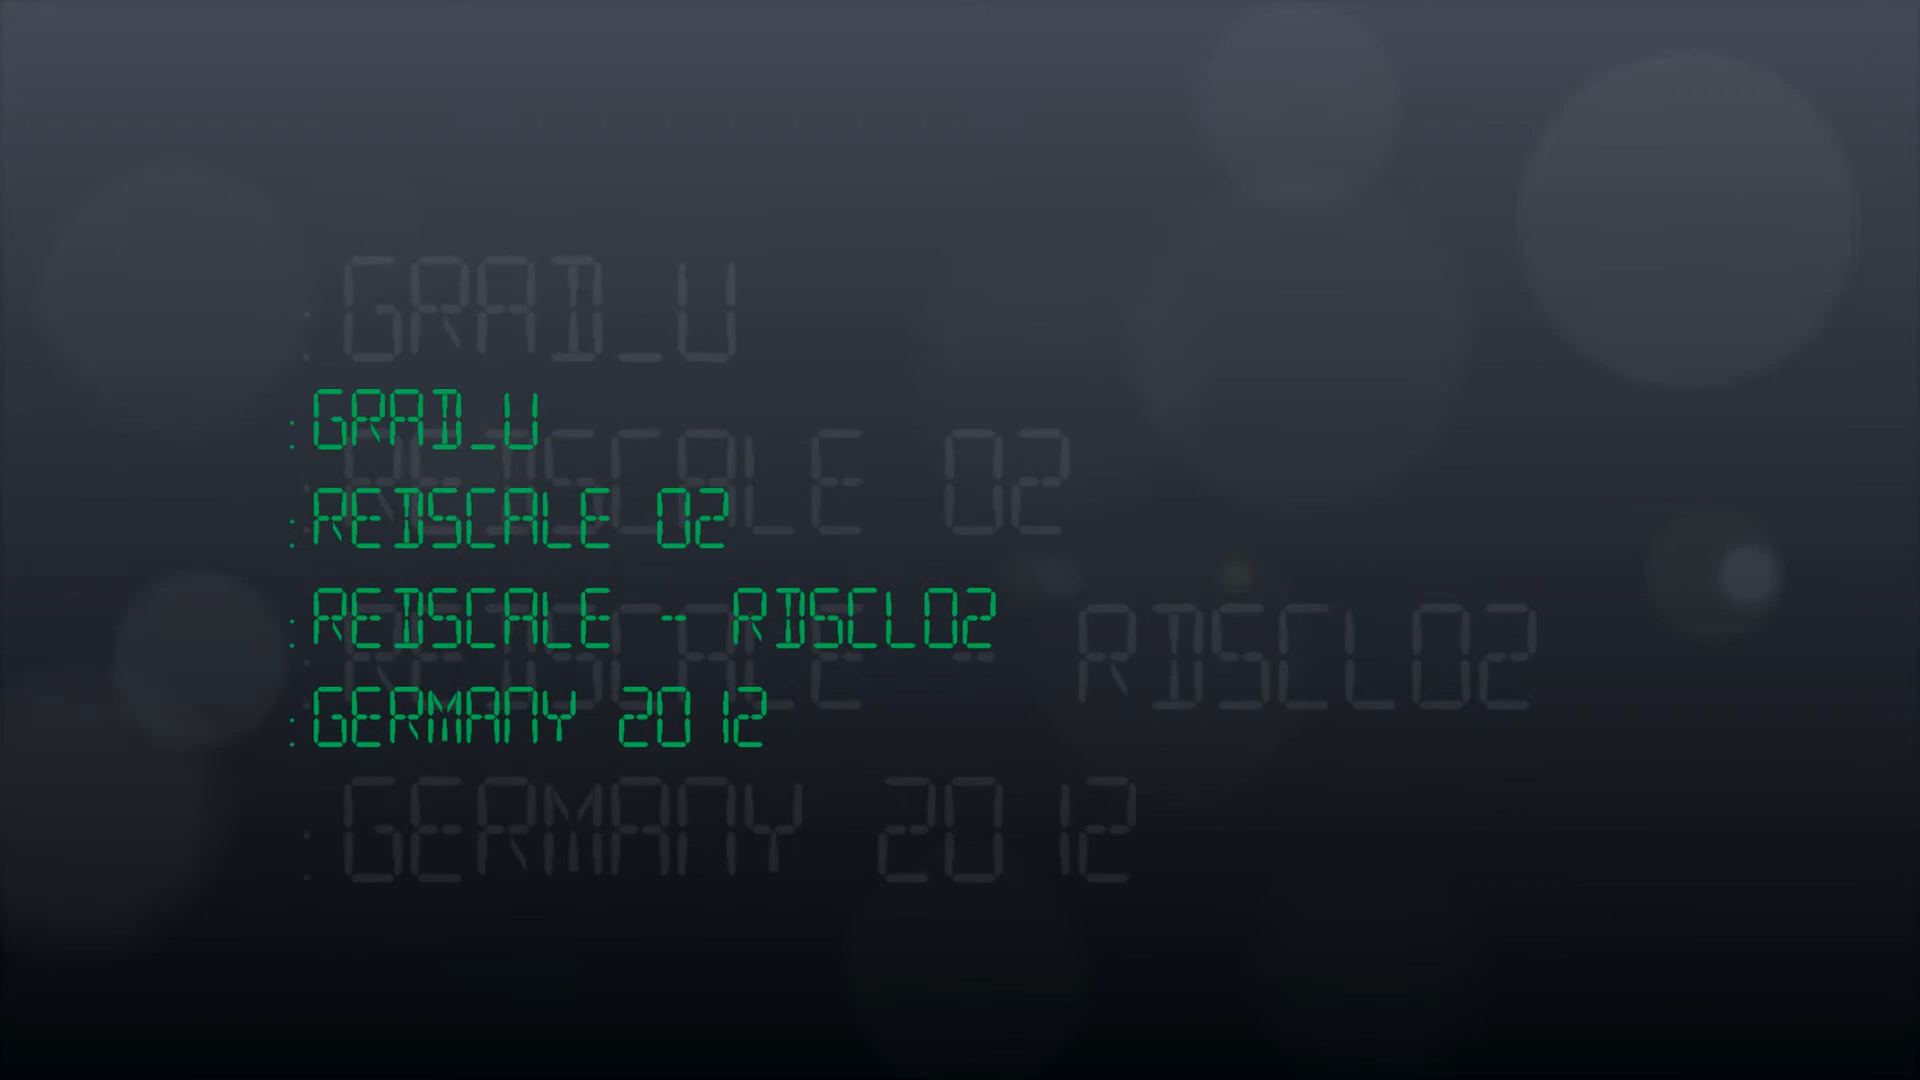 : GRAD_U
: REDSCALE 02
: REDSCALE - RDSCL02
: GERMANY 2012